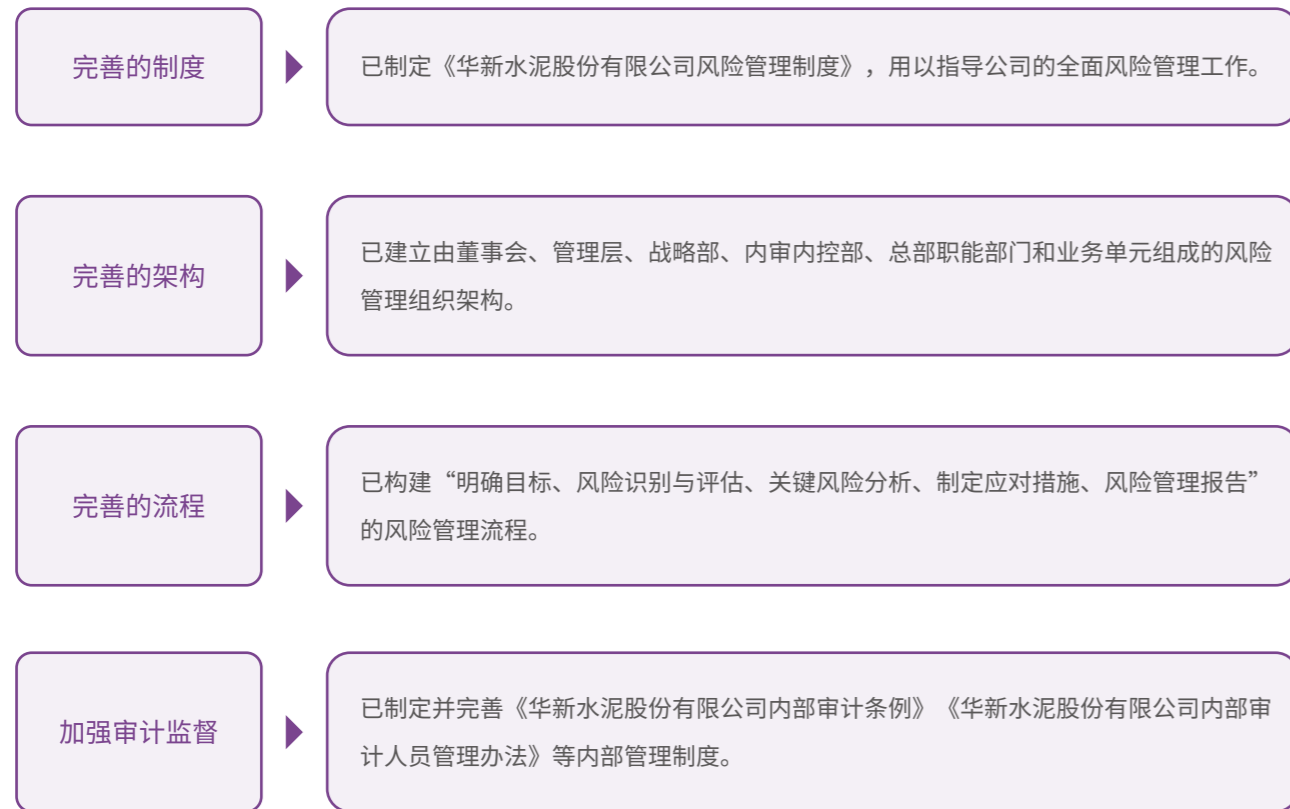 完善的制度
已制定《华新水泥股份有限公司风险管理制度》，用以指导公司的全面风险管理工作。
完善的架构
已建立由董事会、管理层、战略部、内审内控部、总部职能部门和业务单元组成的风险
管理组织架构。
完善的流程
已构建“明确目标、风险识别与评估、关键风险分析、制定应对措施、风险管理报告”
的风险管理流程。
加强审计监督
已制定并完善《华新水泥股份有限公司内部审计条例》《华新水泥股份有限公司内部审
计人员管理办法》等内部管理制度。